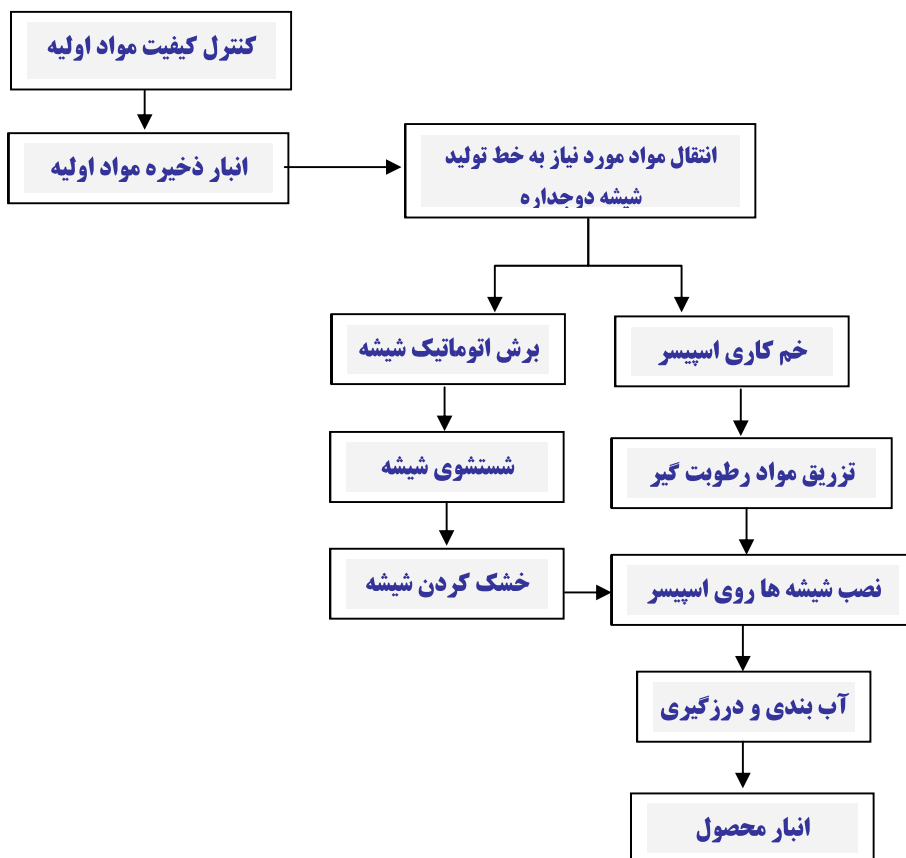 کنترل کیفیت مواد اولیه
انبار ذخیره مواد اولیه
انتقال مواد مورد نیاز به خط تولید
شیشه دوجداره
خم کاری اسپیسر
برش اتوماتیک شیشه
تزریق مواد رطوبت گیر
شستشوی شیشه
نصب شیشه ها روی اسپیسر
خشک کردن شیشه
آب بندی و درزگیری
انبار محصول